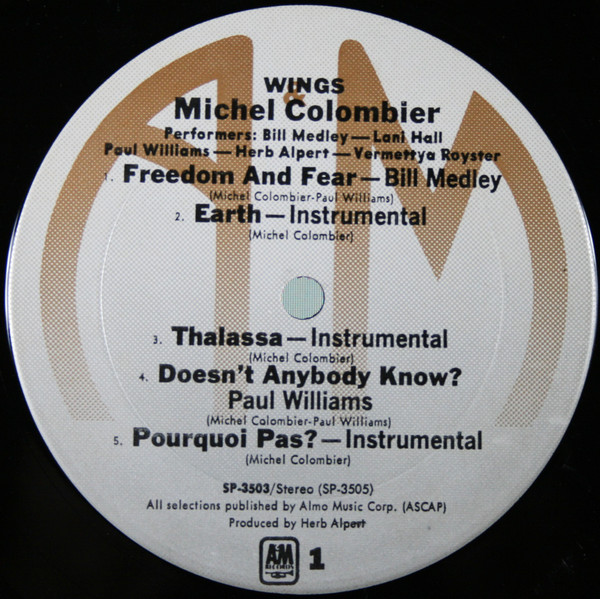 WINGS
&
Michel Colombier
Performers: Bill Medley—Lani Hall
Paul Williams—Herb Alpert—Vermettya Royster
1. Freedom And Fear—Bill Medley
(Michel Colombier-Paul Williams)
2. Earth—Instrumental
(Michel Colombier)
3. Thalassa—Instrumental
(Michel Colombier)
4. Doesn't Anybody Know?
Paul Williams
(Michel Colombier-Paul Williams)
5. Pourquoi Pas?—Instrumental
(Michel Colombier)
SP-3503/Stereo (SP-3505)
All selections published by Almo Music Corp. (ASCAP)
Produced by Herb Alpert
A&M RECORDS 1